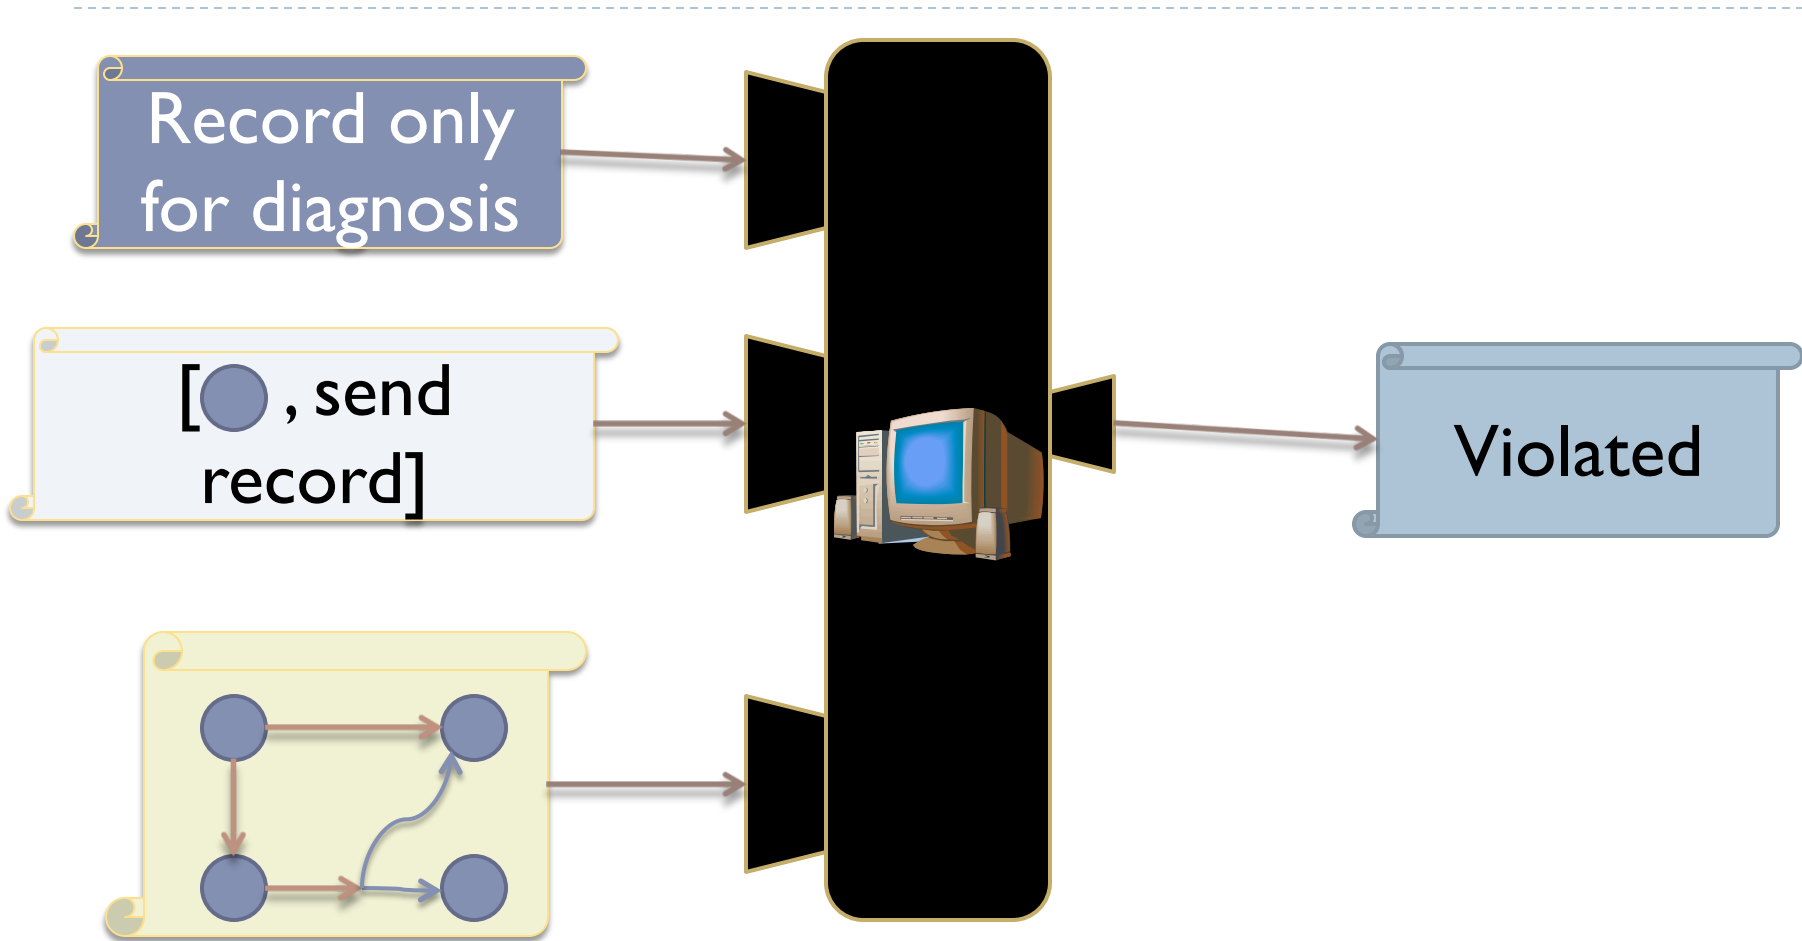 Record only
for diagnosis
[ , send
record]
Violated